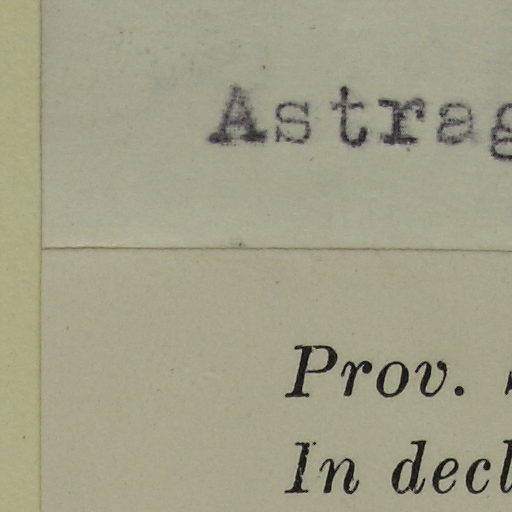 Astrag
Prov.
In decl